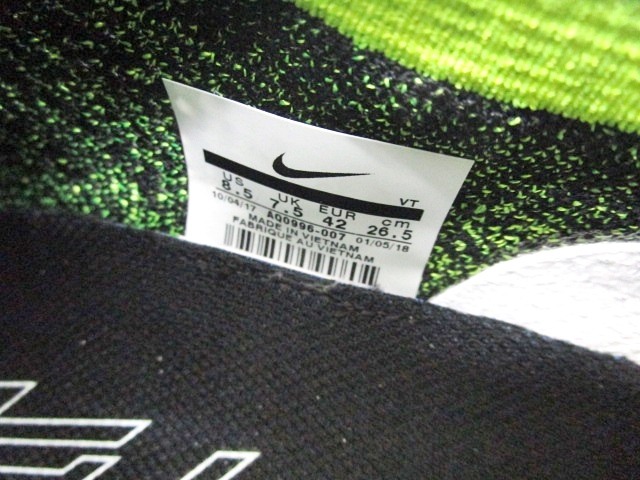 VT
US UK EUR cm
8.5 7.5 42 26.5
10/04/17 AQ0996-007 01/05/18
MADE IN VIETNAM
FABRIQUE AU VIETNAM